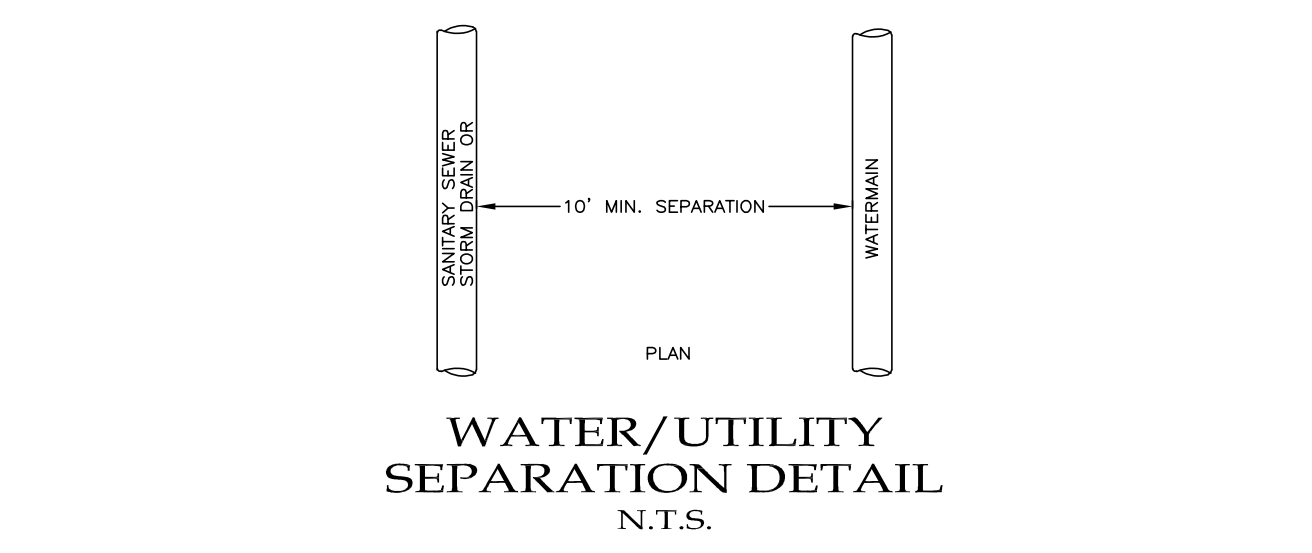 SANITARY SEWER
STORM DRAIN OR
10' MIN. SEPARATION
WATERMAIN
PLAN
WATER/UTILITY
SEPARATION DETAIL
N.T.S.